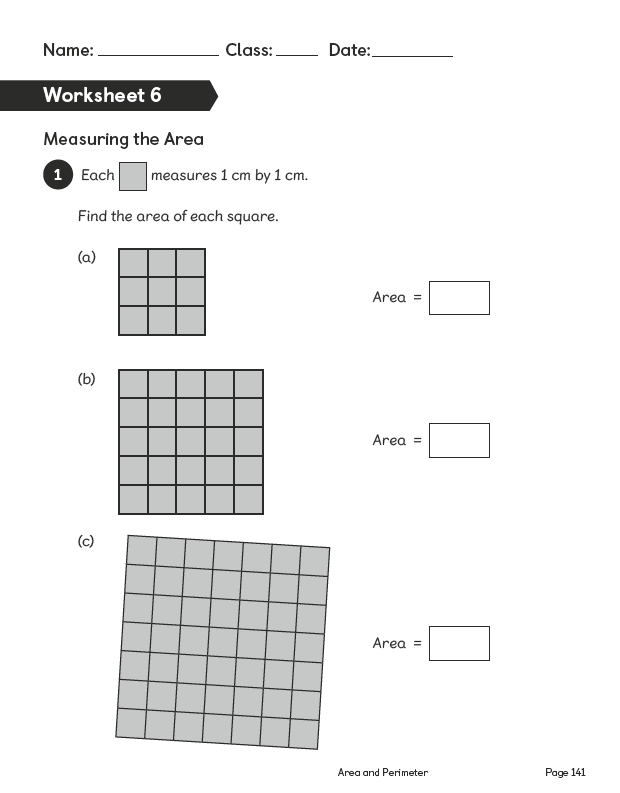 Name: ____________ Class: _____ Date: _________
Worksheet 6
Measuring the Area
1 Each measures 1 cm by 1 cm.
Find the area of each square.
(a)
Area =
(b)
Area =
(c)
Area =
Area and Perimeter Page 141